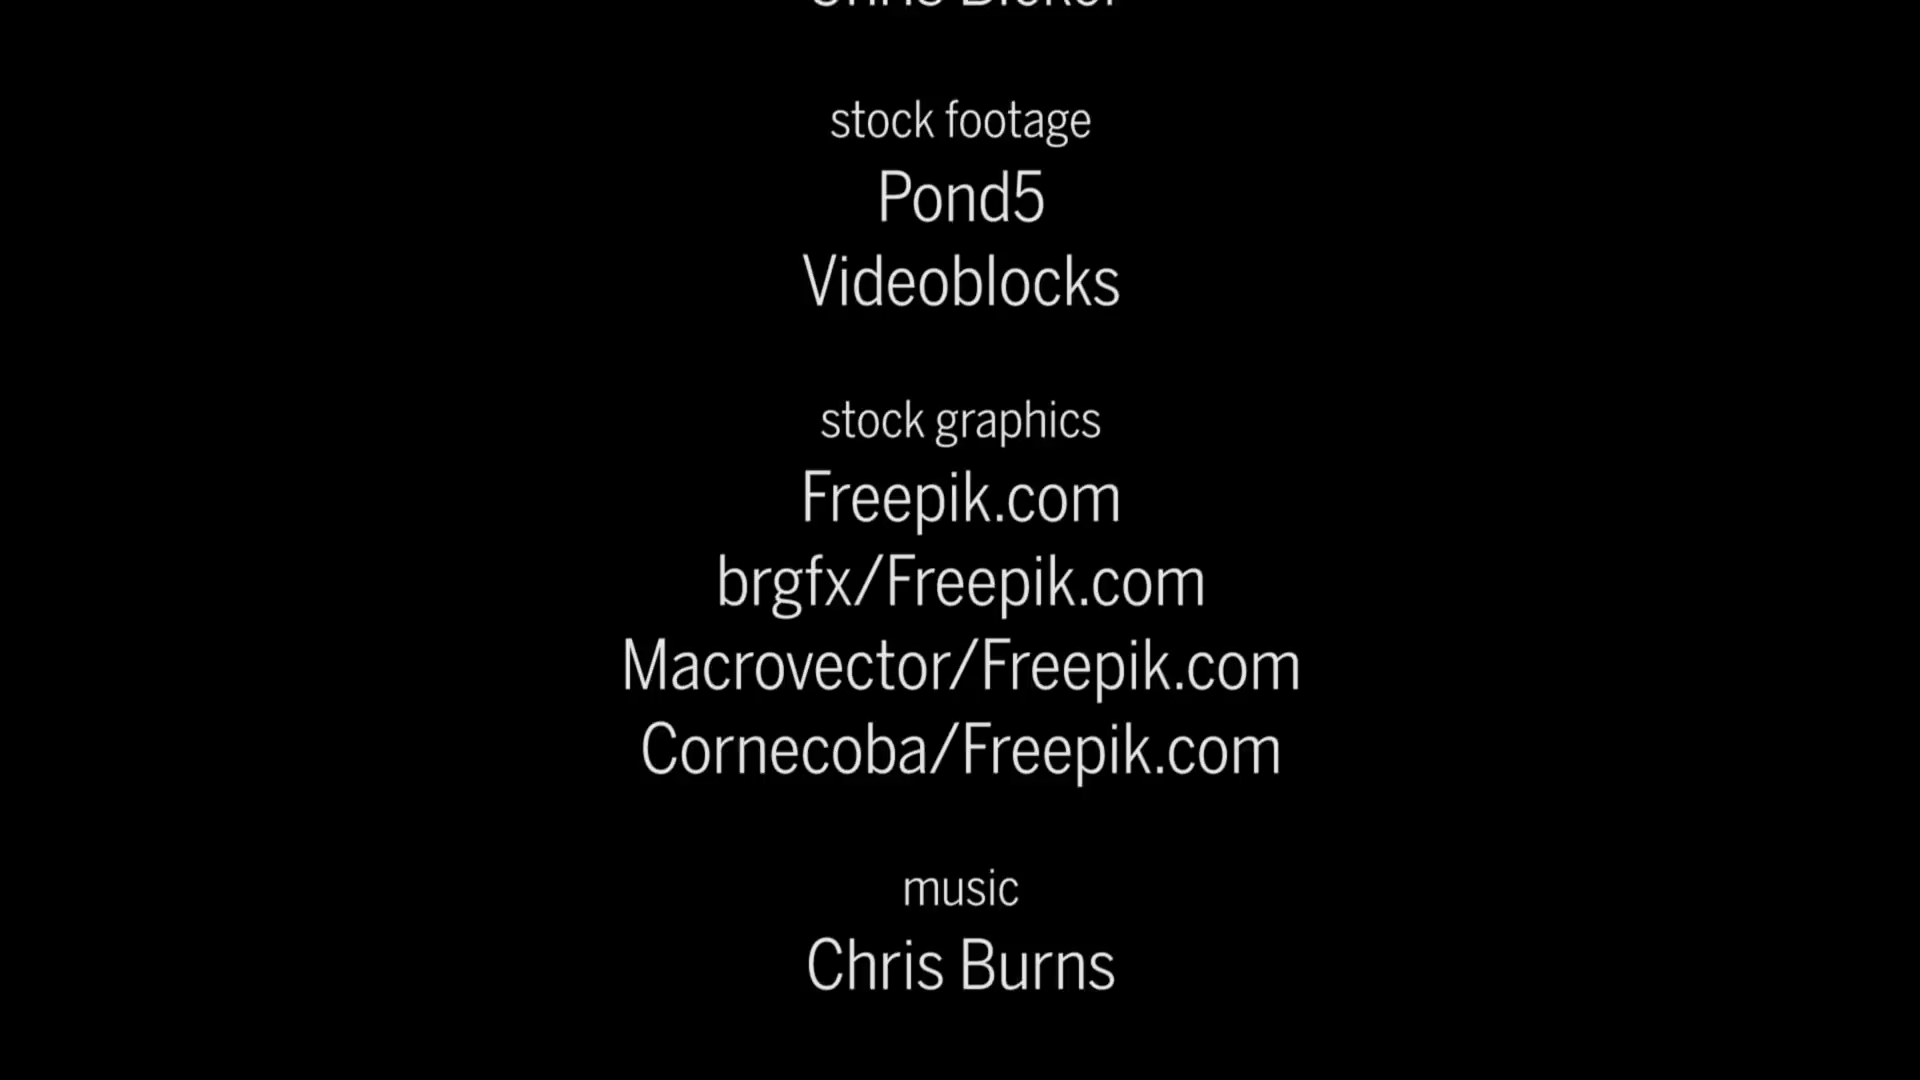 stock footage
Pond5
Videoblocks
stock graphics
Freepik.com
brgfx/Freepik.com
Macrovector/Freepik.com
Cornecoba/Freepik.com
music
Chris Burns